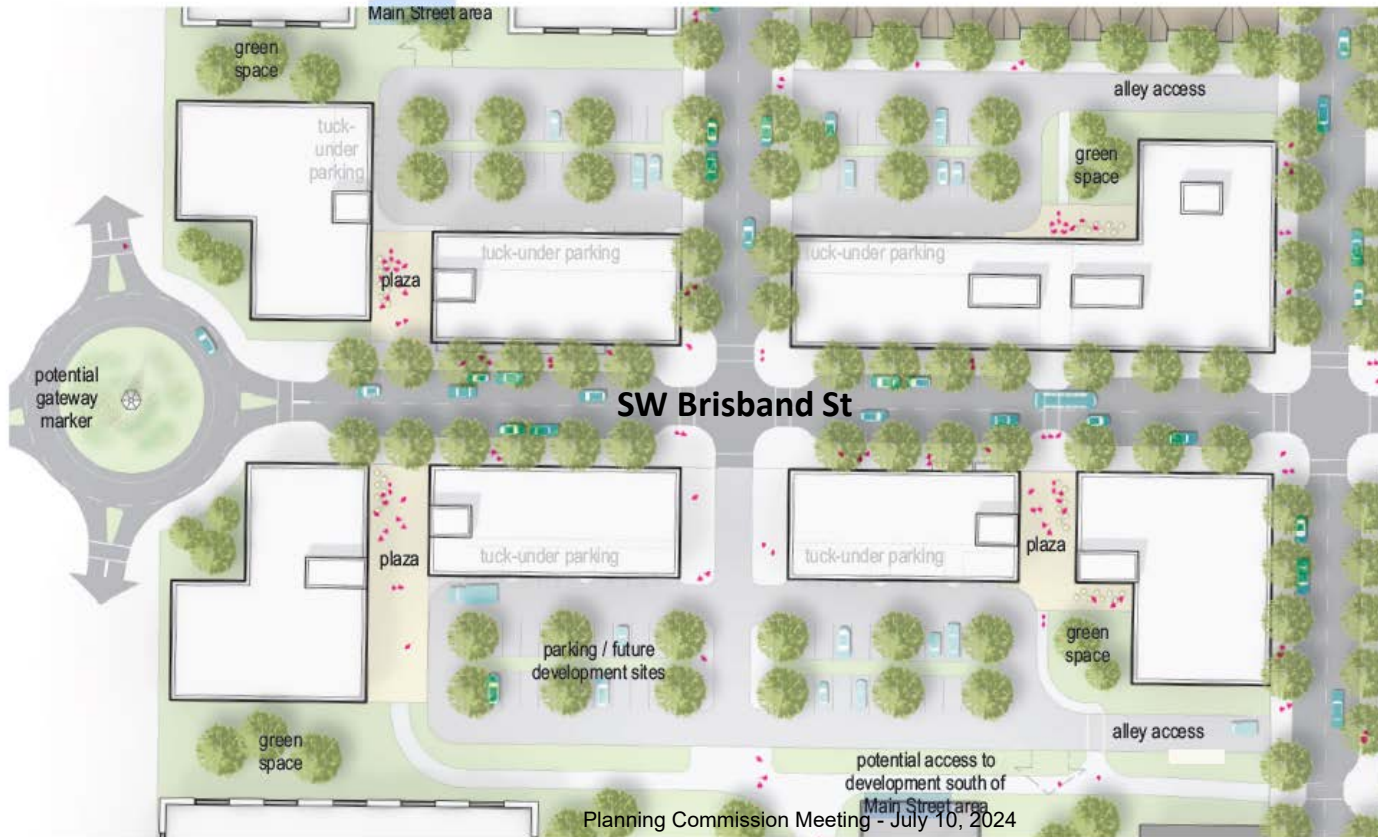 Main Street area
green
space
alley access
tuck-
under
parking
green
space
tuck-under parking
tuck-under parking
plaza
potential
gateway
marker
SW Brisband St
plaza
tuck-under parking
tuck-under parking
plaza
parking / future
development sites
green
space
green
space
alley access
potential access to
development south of
Main Street area
Planning Commission Meeting - July 10, 2024